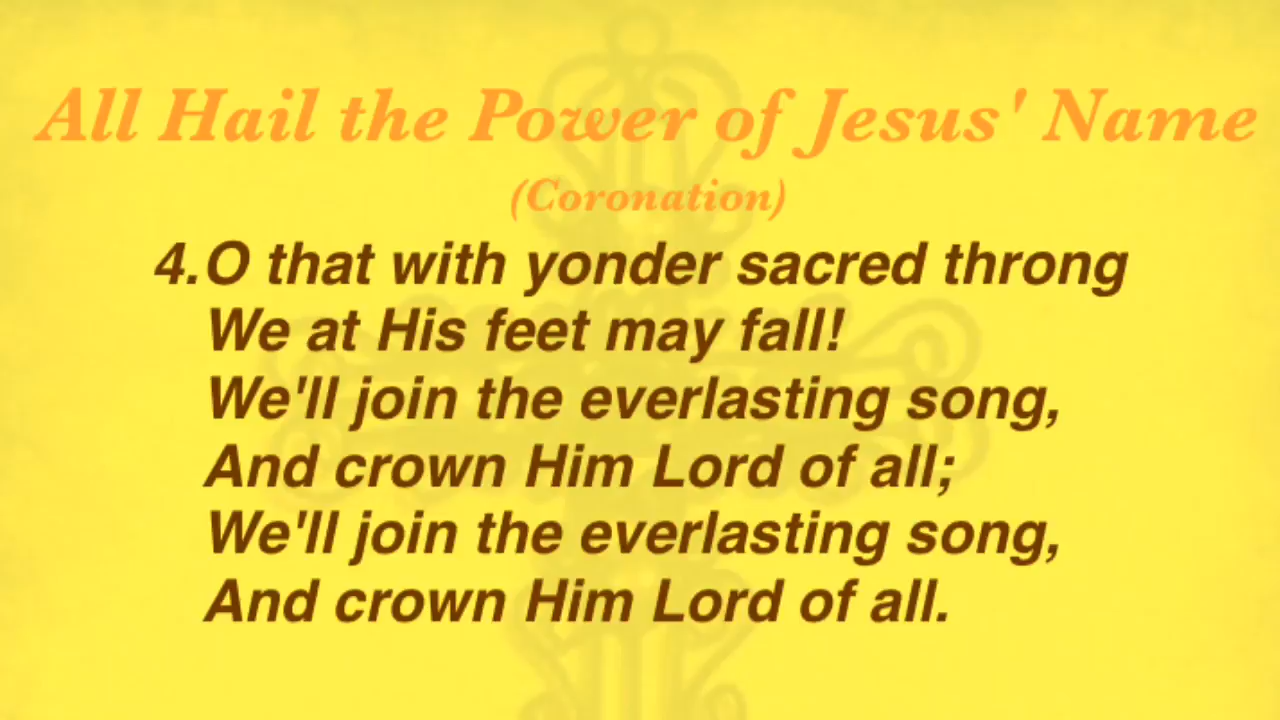 All Hail the Power of Jesus' Name
(Coronation)
4.O that with yonder sacred throng
We at His feet may fall!
We'll join the everlasting song,
And crown Him Lord of all;
We'll join the everlasting song,
And crown Him Lord of all.